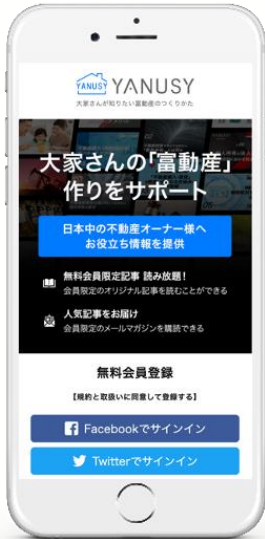 YANUSY YANUSY
大家さんが知りたい富動産のつくりかた
大家さんの「富動産」
作りをサポート
日本中の不動産オーナー様へ
お役立ち情報を提供
無料会員限定記事 読み放題！
会員限定のオリジナル記事を読むことができる
人気記事をお届け
会員限定のメールマガジンを購読できる
無料会員登録
【規約と取扱いに同意して登録する】
Facebookでサインイン
Twitterでサインイン